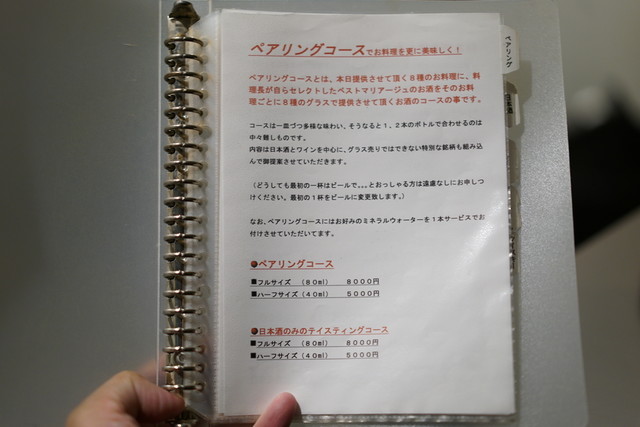 ペアリングコースでお料理を更に美味しく！
ペアリングコースとは、本日提供させて頂く８種のお料理に、料
理長が自らセレクトしたベストマリアージュのお酒をそのお料
理ごとに８種のグラスで提供させて頂くお酒のコースの事です。
コースは一皿づつ多様な味わい、そうなると１、２本のボトルで合わせるのは
中々難しものです。
内容は日本酒とワインを中心に、グラス売りではできない特別な銘柄も組み込
んで御提案させていただきます。
（どうしても最初の一杯はビールで。。。とおっしゃる方は遠慮なしにお申しつ
けください。最初の１杯をビールに変更致します。）
なお、ペアリングコースにはお好みのミネラルウォーターを１本サービスでお
付けさせていただいてます。
●ペアリングコース
■フルサイズ （８０ml） ８０００円
■ハーフサイズ（４０ml） ５０００円
●日本酒のみのテイスティングコース
■フルサイズ （８０ml） ８０００円
■ハーフサイズ（４０ml） ５０００円
ペアリング
日本酒